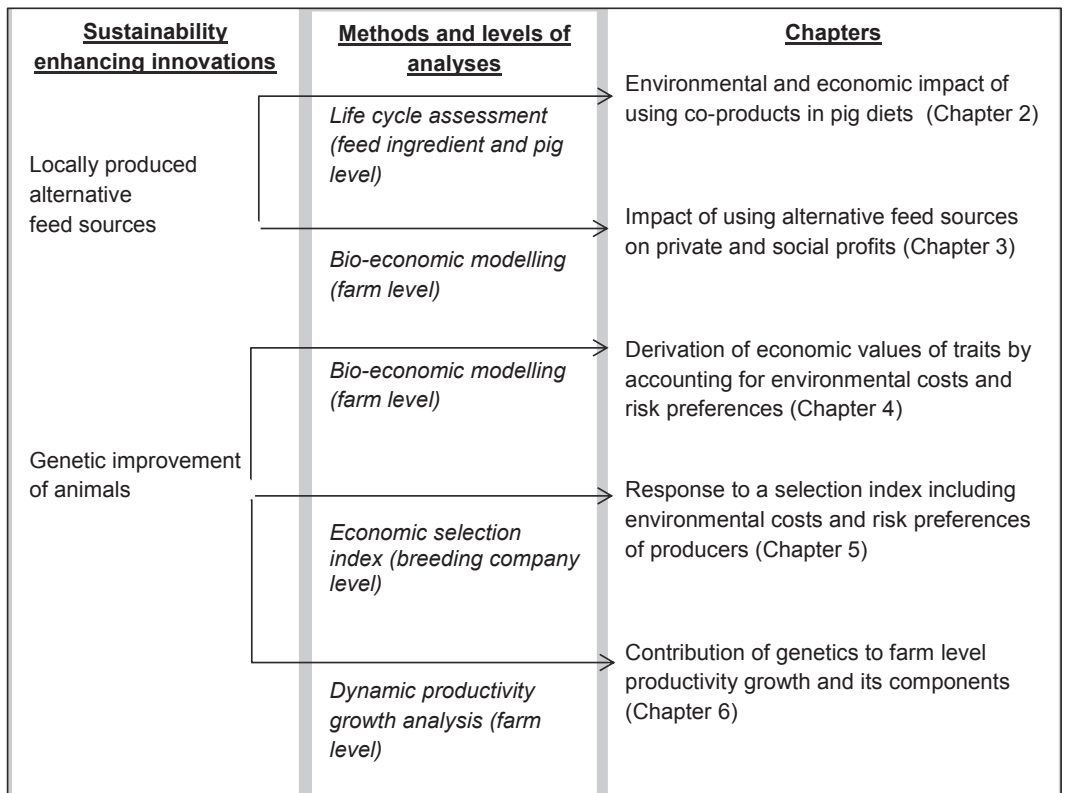 Sustainability
enhancing innovations
Methods and levels of
analyses
Chapters
Locally produced
alternative
feed sources
Life cycle assessment
(feed ingredient and pig
level)
Environmental and economic impact of
using co-products in pig diets (Chapter 2)
Bio-economic modelling
(farm level)
Impact of using alternative feed sources
on private and social profits (Chapter 3)
Genetic improvement
of animals
Bio-economic modelling
(farm level)
Derivation of economic values of traits by
accounting for environmental costs and
risk preferences (Chapter 4)
Economic selection
index (breeding company
level)
Response to a selection index including
environmental costs and risk preferences
of producers (Chapter 5)
Dynamic productivity
growth analysis (farm
level)
Contribution of genetics to farm level
productivity growth and its components
(Chapter 6)